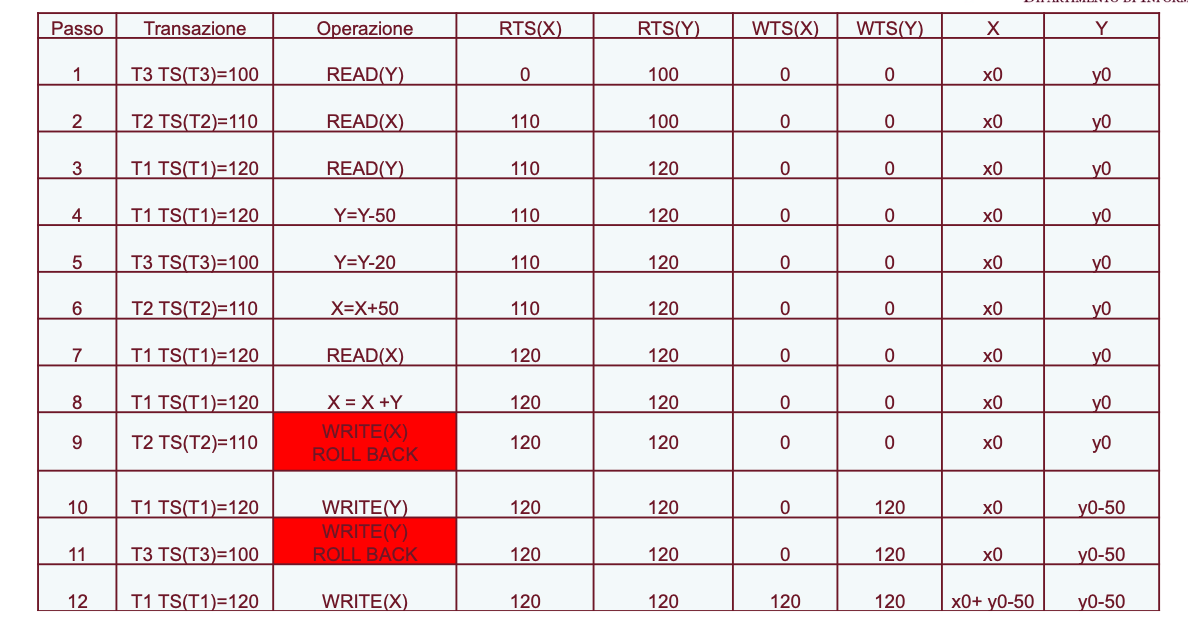 DIPARTIMENTO DI INFORM
Passo Transazione Operazione RTS(X) RTS(Y) WTS(X) WTS(Y) X Y
1 T3 TS(T3)=100 READ(Y) 0 100 0 0 x0 y0
2 T2 TS(T2)=110 READ(X) 110 100 0 0 x0 y0
3 T1 TS(T1)=120 READ(Y) 110 120 0 0 x0 y0
4 T1 TS(T1)=120 Y=Y-50 110 120 0 0 x0 y0
5 T3 TS(T3)=100 Y=Y-20 110 120 0 0 x0 y0
6 T2 TS(T2)=110 X=X+50 110 120 0 0 x0 y0
7 T1 TS(T1)=120 READ(X) 120 120 0 0 x0 y0
8 T1 TS(T1)=120 X = X +Y 120 120 0 0 x0 y0
WRITE(X)
9 T2 TS(T2)=110 ROLL BACK 120 120 0 0 x0 y0
10 T1 TS(T1)=120 WRITE(Y) 120 120 0 120 x0 y0-50
WRITE(Y)
11 T3 TS(T3)=100 ROLL BACK 120 120 0 120 x0 y0-50
12 T1 TS(T1)=120 WRITE(X) 120 120 120 120 x0+ y0-50 y0-50